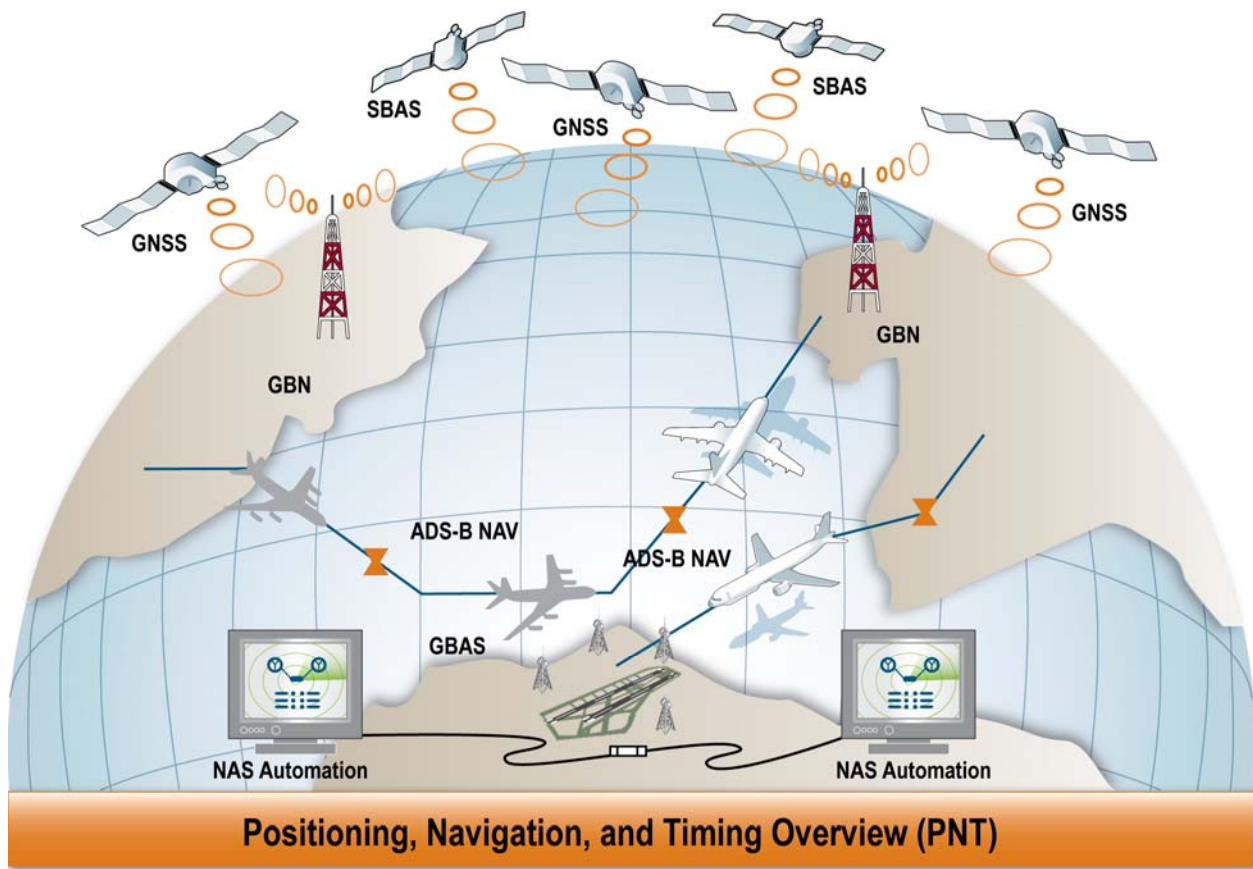 SBAS
SBAS
GNSS
GNSS
GNSS
GBN
GBN
ADS-B NAV
ADS-B NAV
GBAS
NAS Automation
NAS Automation
Positioning, Navigation, and Timing Overview (PNT)